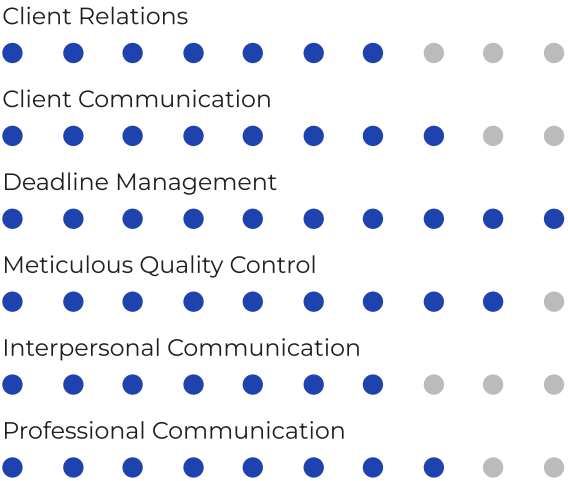 Client Relations
Client Communication
Deadline Management
Meticulous Quality Control
Interpersonal Communication
Professional Communication